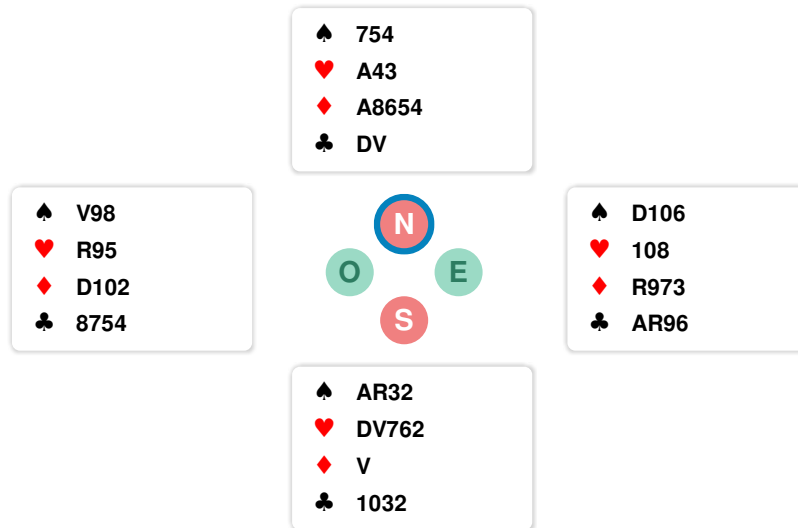 ♠ 754
♥ A43
♦ A8654
♣ DV
♠ V98
♥ R95
♦ D102
♣ 8754
N
O E
S
♠ D106
♥ 108
♦ R973
♣ AR96
♠ AR32
♥ DV762
♦ V
♣ 1032